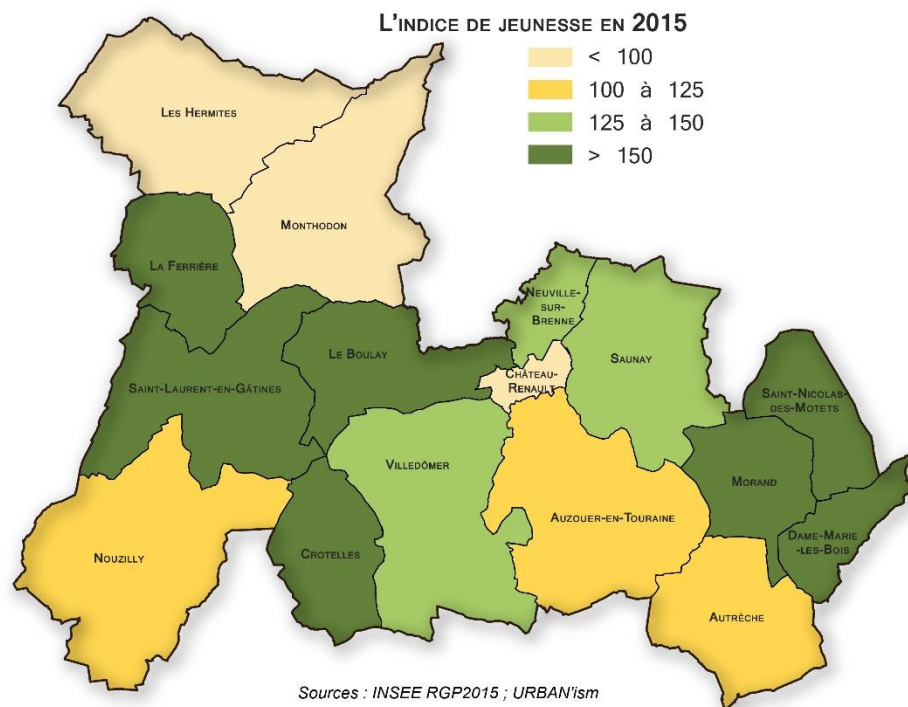 L'INDICE DE JEUNESSE EN 2015
< 100
100 à 125
125 à 150
> 150
LES HERMITES
MONTHODON
LA FERRIÈRE
NEUVILLE-
SUR-
BRENNE
LE BOULAY
SAUNAY
CHÂTEAU-
RENAULT
SAINT-LAURENT-EN-GÂTINES
SAINT-NICOLAS-
DES-MOTETS
VILLEDÔMER
MORAND
AUZOUER-EN-TOURAINE
DAME-MARIE
-LES-BOIS
NOUZILLY
CROTELLES
AUTRÈCHE
Sources : INSEE RGP2015 ; URBAN'ism